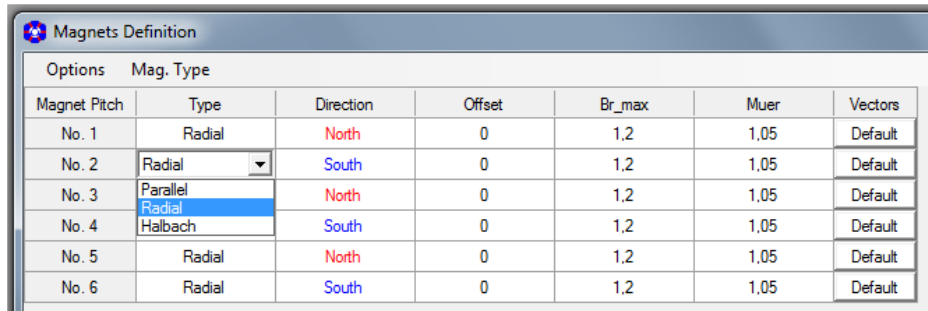 Magnets Definition
Options Mag. Type
Magnet Pitch Type Direction Offset Br_max Muer Vectors
No. 1 Radial North 0 1,2 1,05 Default
No. 2 Radial South 0 1,2 1,05 Default
No. 3 Parallel North 0 1,2 1,05 Default
Radial
No. 4 Halbach South 0 1,2 1,05 Default
No. 5 Radial North 0 1,2 1,05 Default
No. 6 Radial South 0 1,2 1,05 Default